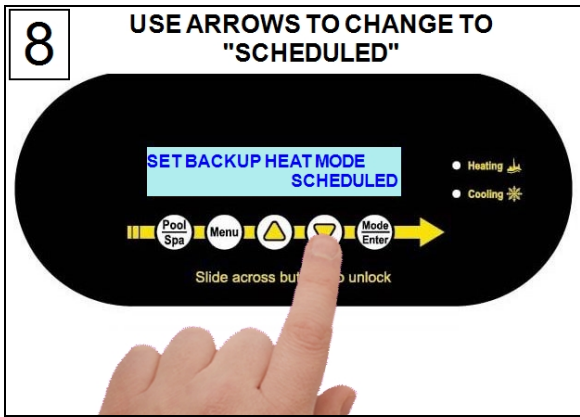 8
USE ARROWS TO CHANGE TO
"SCHEDULED"
SET BACKUP HEAT MODE
SCHEDULED
Heating
Cooling
Pool
Spa
Menu
Mode
Enter
Slide across but o unlock